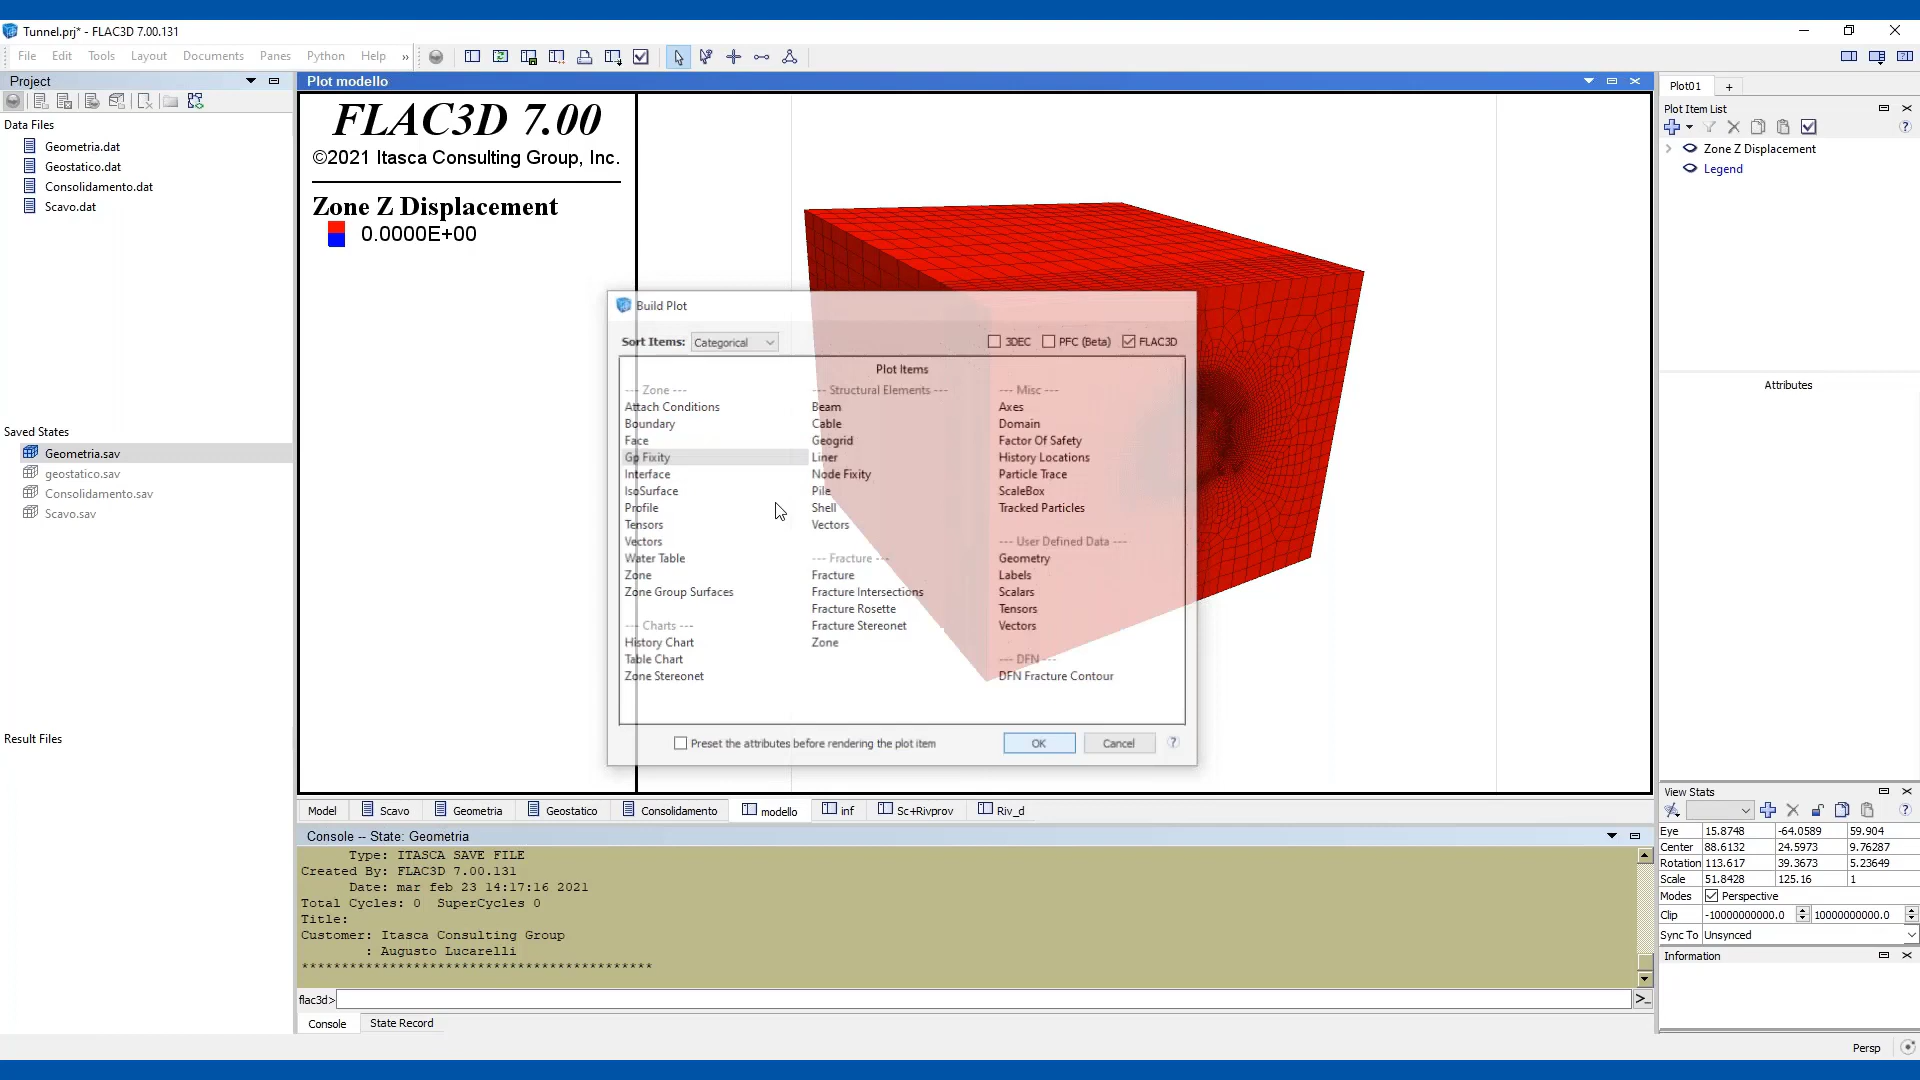 Tunnel.prj* - FLAC3D 7.00.131
File Edit Tools Layout Documents Panes Python Help »
Project
Data Files
Geometria.dat
Geostatico.dat
Consolidamento.dat
Scavo.dat
Saved States
Geometria.sav
geostatico.sav
Consolidamento.sav
Scavo.sav
Result Files
Plot modello
FLAC3D 7.00
©2021 Itasca Consulting Group, Inc.
Zone Z Displacement
0.0000E+00
Build Plot
Sort Items: Categorical 3DEC PFC (Beta) FLAC3D
Plot Items
--- Zone ---
Attach Conditions
Boundary
Face
Gp Fixity
Interface
IsoSurface
Profile
Tensors
Vectors
Water Table
Zone
Zone Group Surfaces
--- Charts ---
History Chart
Table Chart
Zone Stereonet
--- Structural Elements ---
Beam
Cable
Geogrid
Liner
Node Fixity
Pile
Shell
Vectors
--- Fracture ---
Fracture
Fracture Intersections
Fracture Rosette
Fracture Stereonet
Zone
--- Misc ---
Axes
Domain
Factor Of Safety
History Locations
Particle Trace
ScaleBox
Tracked Particles
--- User Defined Data ---
Geometry
Labels
Scalars
Tensors
Vectors
--- DFN ---
DFN Fracture Contour
Preset the attributes before rendering the plot item OK Cancel ?
Model Scavo Geometria Geostatico Consolidamento modello inf Sc+Rivprov Riv_d
Console -- State: Geometria
Type: ITASCA SAVE FILE
Created By: FLAC3D 7.00.131
Date: mar feb 23 14:17:16 2021
Total Cycles: 0 SuperCycles 0
Title:
Customer: Itasca Consulting Group
: Augusto Lucarelli
********************************************
flac3d>
Console State Record
Plot01 +
Plot Item List
Zone Z Displacement
Legend
Attributes
View Stats
Eye 15.8748 -64.0589 59.904
Center 88.6132 24.5973 9.76287
Rotation 113.617 39.3673 5.23649
Scale 51.8428 125.16 1
Modes Perspective
Clip -10000000000.0 10000000000.0
Sync To Unsynced
Information
Persp